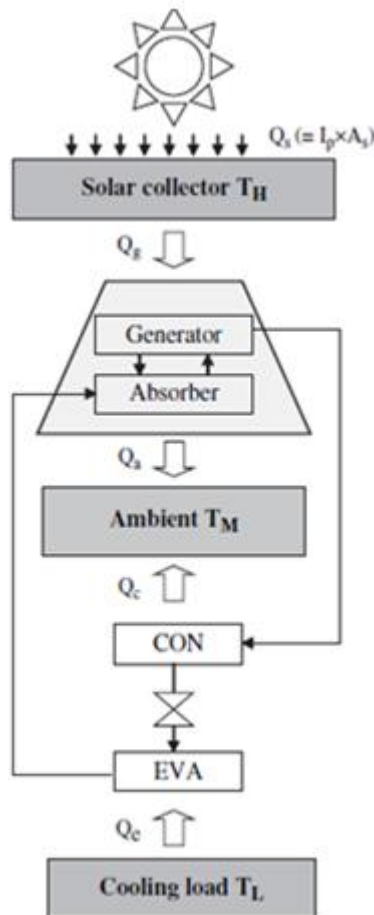 Qs (= Ip×As)
Solar collector TH
Qg
Generator
Absorber
Qa
Ambient TM
Qc
CON
EVA
Qe
Cooling load TL